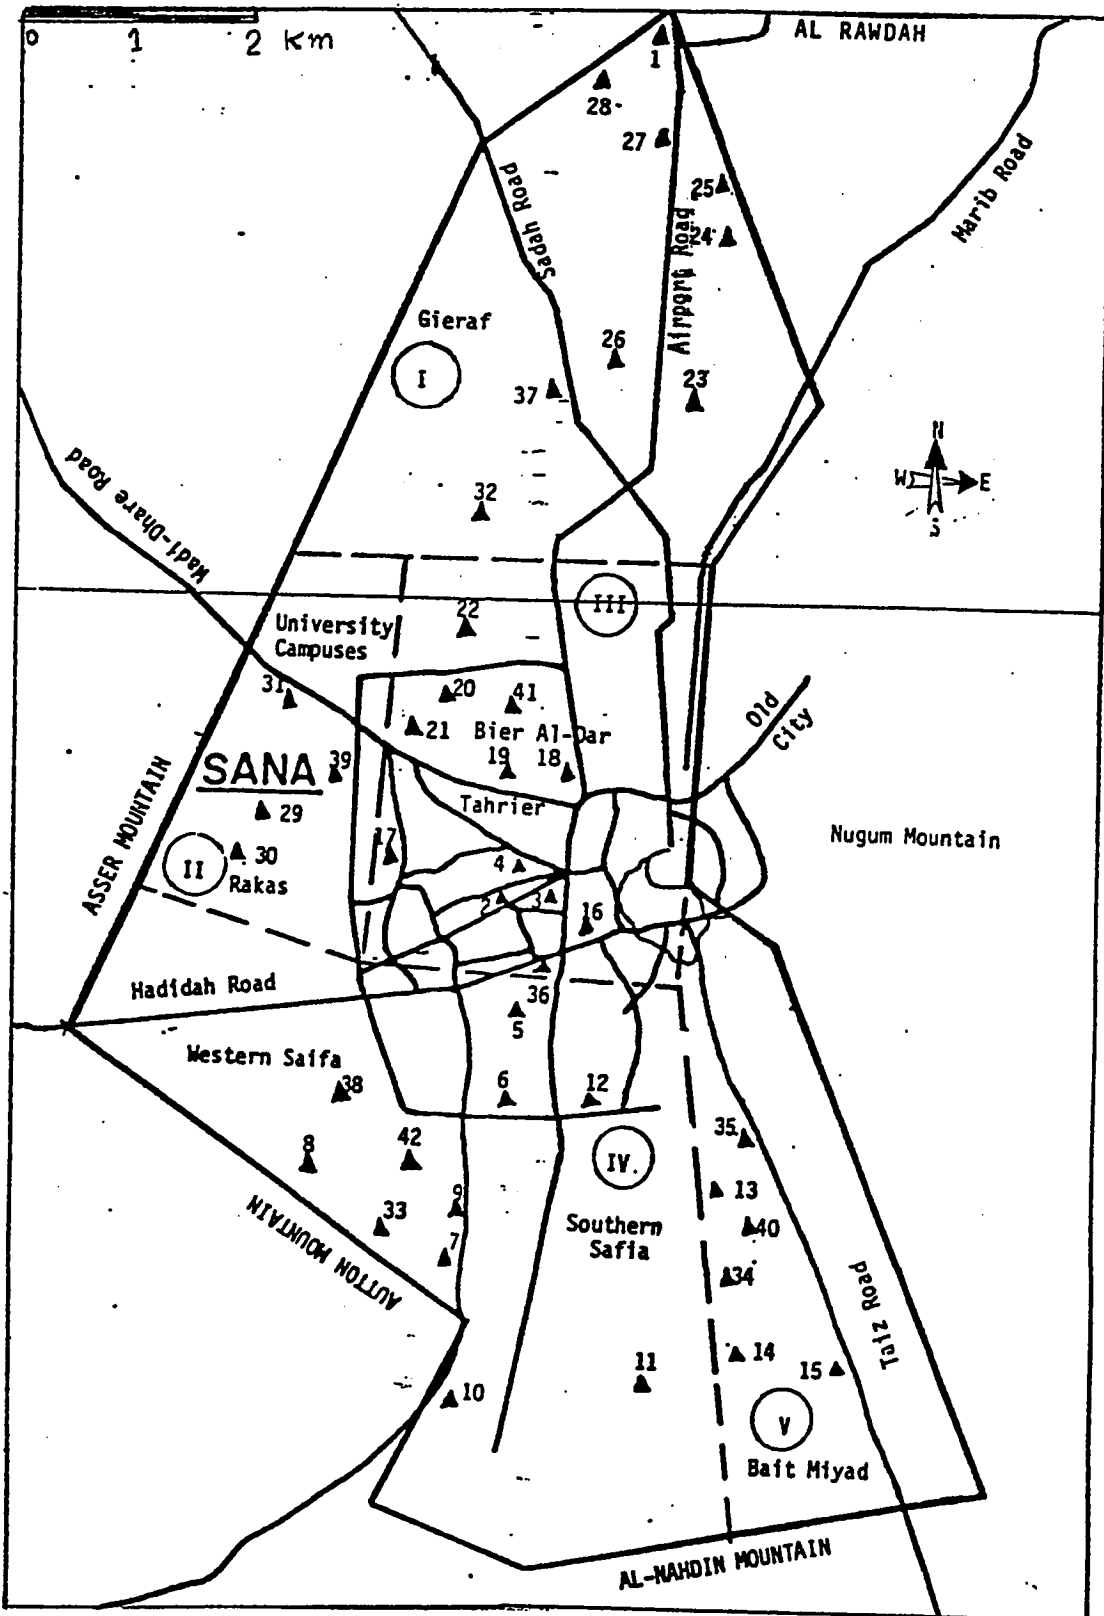 0 1 2 Km
AL RAWDAH
1
28
27
Sadah Road
25
Marib Road
24
Airport Road
Gieraf
I
26
37
23
N
W E
S
32
Wadi-Dhare Road
III
22
University
Campuses
31
20
41
21
Bier Al-Dar
Old
City
19
18
39
SANA
ASSER MOUNTAIN
29
Tahrier
Nugum Mountain
17
II
30
Rakas
4
2
3
16
Hadidah Road
36
5
Western Saifa
38
6
12
8
42
35
IV.
13
9
33
Southern
Safia
40
AUTTON MOUNTAIN
7
34
Taiz Road
11
14
15
10
V
Bait Miyad
AL-NAHDIN MOUNTAIN